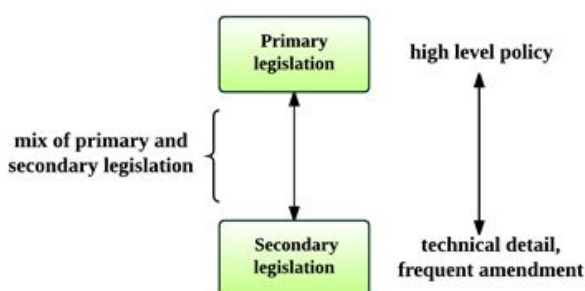 Primary
legislation
high level policy
mix of primary and
secondary legislation
Secondary
legislation
technical detail,
frequent amendment